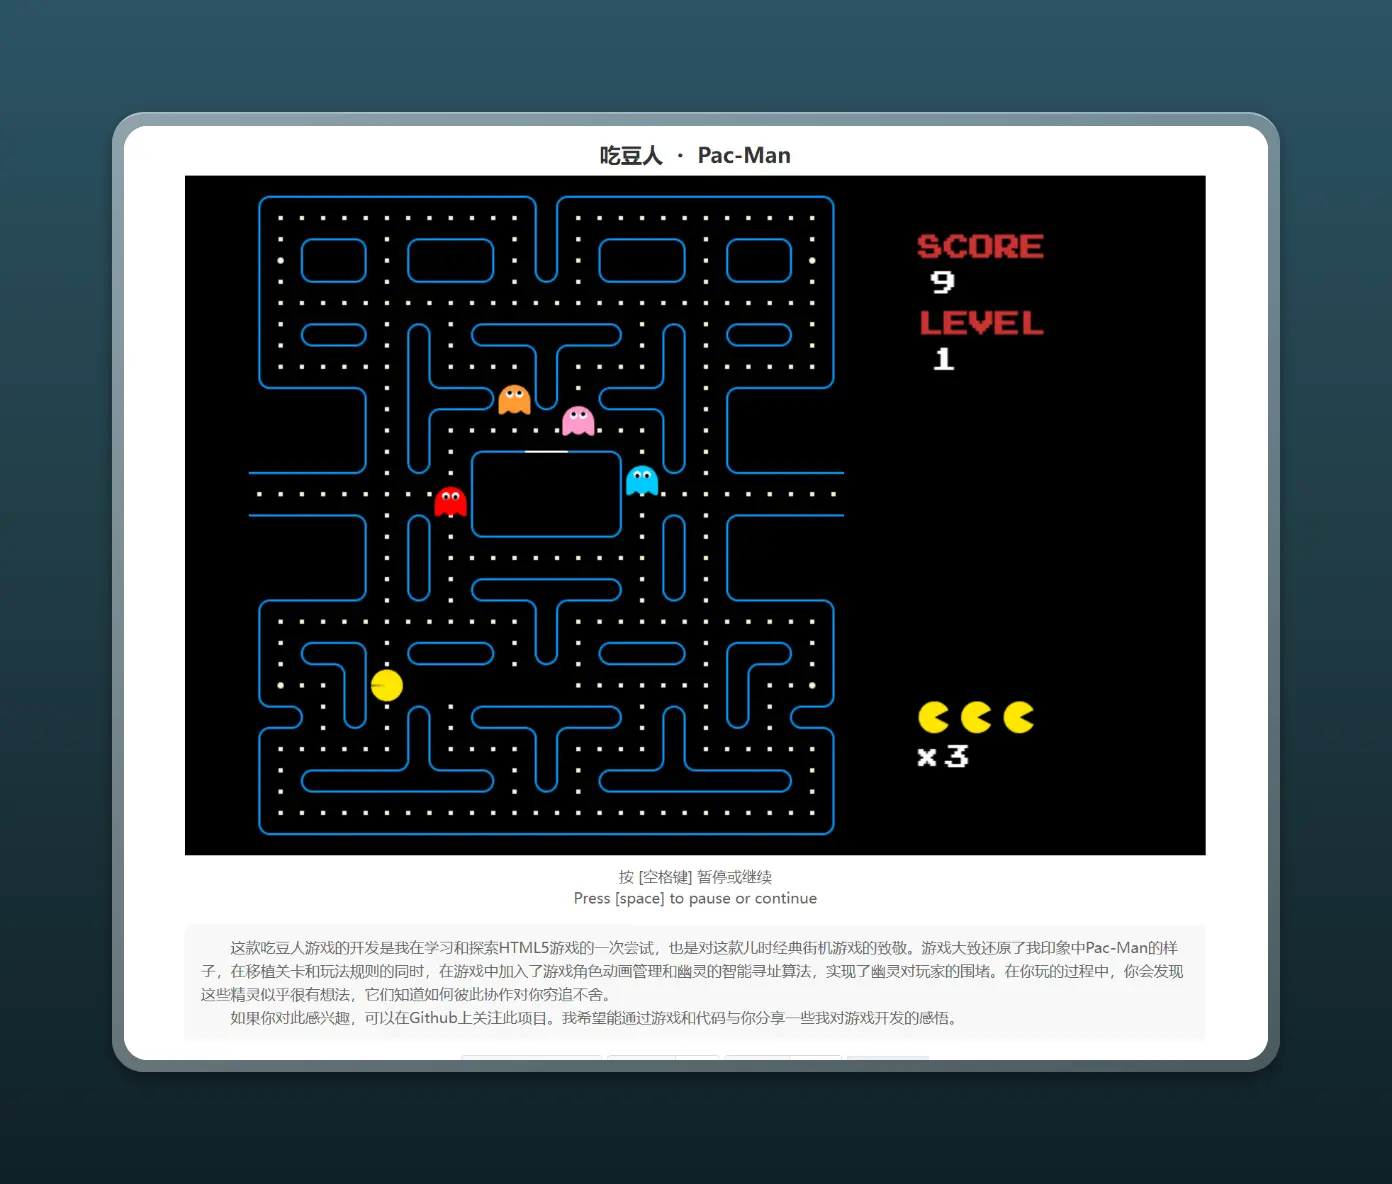 吃豆人 · Pac-Man
SCORE
9
LEVEL
1
x 3
按 [空格键] 暂停或继续
Press [space] to pause or continue
这款吃豆人游戏的开发是我在学习和探索HTML5游戏的一次尝试，也是对这款儿时经典街机游戏的致敬。游戏大致还原了我印象中Pac-Man的样
子，在移植关卡和玩法规则的同时，在游戏中加入了游戏角色动画管理和幽灵的智能寻址算法，实现了幽灵对玩家的围堵。在你玩的过程中，你会发现
这些精灵似乎很有想法，它们知道如何彼此协作对你穷追不舍。
如果你对此感兴趣，可以在Github上关注此项目。我希望能通过游戏和代码与你分享一些我对游戏开发的感悟。